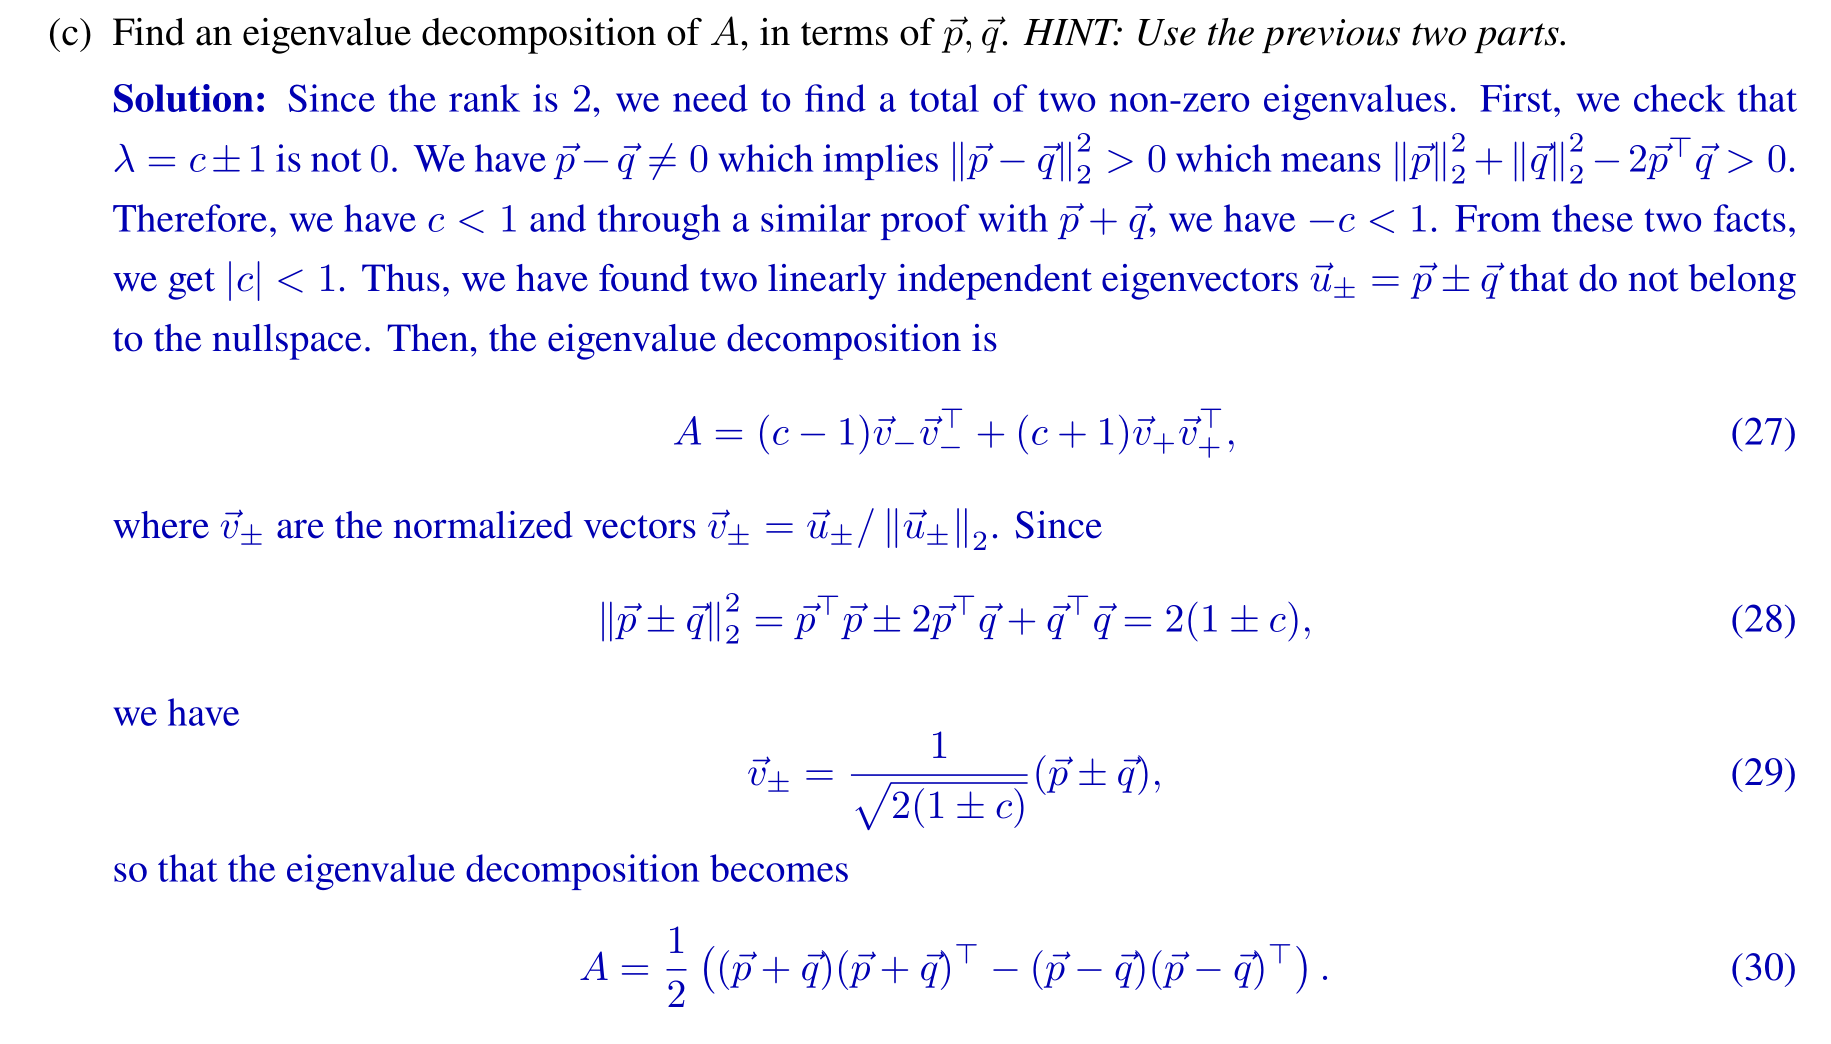 (c) Find an eigenvalue decomposition of $A$, in terms of $\vec{p}, \vec{q}$. HINT: Use the previous two parts.
Solution: Since the rank is 2, we need to find a total of two non-zero eigenvalues. First, we check that
$\lambda = c \pm 1$ is not 0. We have $\vec{p} - \vec{q} \neq 0$ which implies $\|\vec{p} - \vec{q}\|_2^2 > 0$ which means $\|\vec{p}\|_2^2 + \|\vec{q}\|_2^2 - 2\vec{p}^\top \vec{q} > 0$.
Therefore, we have $c < 1$ and through a similar proof with $\vec{p} + \vec{q}$, we have $-c < 1$. From these two facts,
we get $|c| < 1$. Thus, we have found two linearly independent eigenvectors $\vec{u}_\pm = \vec{p} \pm \vec{q}$ that do not belong
to the nullspace. Then, the eigenvalue decomposition is
$A = (c - 1)\vec{v}_- \vec{v}_-^\top + (c + 1)\vec{v}_+ \vec{v}_+^\top,$ (27)
where $\vec{v}_\pm$ are the normalized vectors $\vec{v}_\pm = \vec{u}_\pm / \|\vec{u}_\pm\|_2$. Since
$\|\vec{p} \pm \vec{q}\|_2^2 = \vec{p}^\top \vec{p} \pm 2\vec{p}^\top \vec{q} + \vec{q}^\top \vec{q} = 2(1 \pm c),$ (28)
we have
$\vec{v}_\pm = \frac{1}{\sqrt{2(1 \pm c)}} (\vec{p} \pm \vec{q}),$ (29)
so that the eigenvalue decomposition becomes
$A = \frac{1}{2} \left( (\vec{p} + \vec{q})(\vec{p} + \vec{q})^\top - (\vec{p} - \vec{q})(\vec{p} - \vec{q})^\top \right).$ (30)